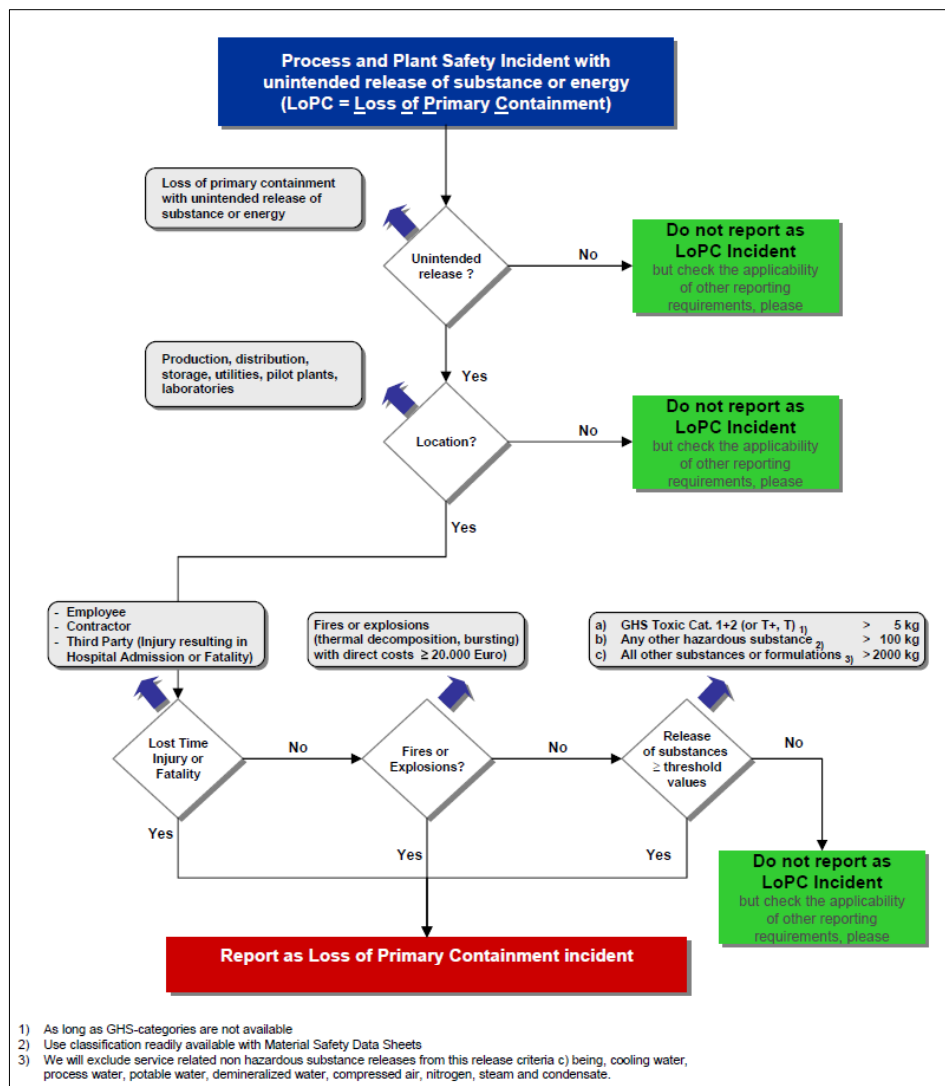 Process and Plant Safety Incident with
unintended release of substance or energy
(LoPC = Loss of Primary Containment)
Loss of primary containment
with unintended release of
substance or energy
Unintended
release ?
No
Do not report as
LoPC Incident
but check the applicability
of other reporting
requirements, please
Yes
Production, distribution,
storage, utilities, pilot plants,
laboratories
Location?
No
Do not report as
LoPC Incident
but check the applicability
of other reporting
requirements, please
Yes
- Employee
- Contractor
- Third Party (Injury resulting in
Hospital Admission or Fatality)
Fires or explosions
(thermal decomposition, bursting)
with direct costs ≥ 20.000 Euro)
a) GHS Toxic Cat. 1+2 (or T+, T) 1) > 5 kg
b) Any other hazardous substance 2) > 100 kg
c) All other substances or formulations 3) > 2000 kg
Lost Time
Injury or
Fatality
No
Fires or
Explosions?
No
Release
of substances
≥ threshold
values
No
Yes
Yes
Yes
Do not report as
LoPC Incident
but check the applicability
of other reporting
requirements, please
Report as Loss of Primary Containment incident
1) As long as GHS-categories are not available
2) Use classification readily available with Material Safety Data Sheets
3) We will exclude service related non hazardous substance releases from this release criteria c) being, cooling water,
process water, potable water, demineralized water, compressed air, nitrogen, steam and condensate.